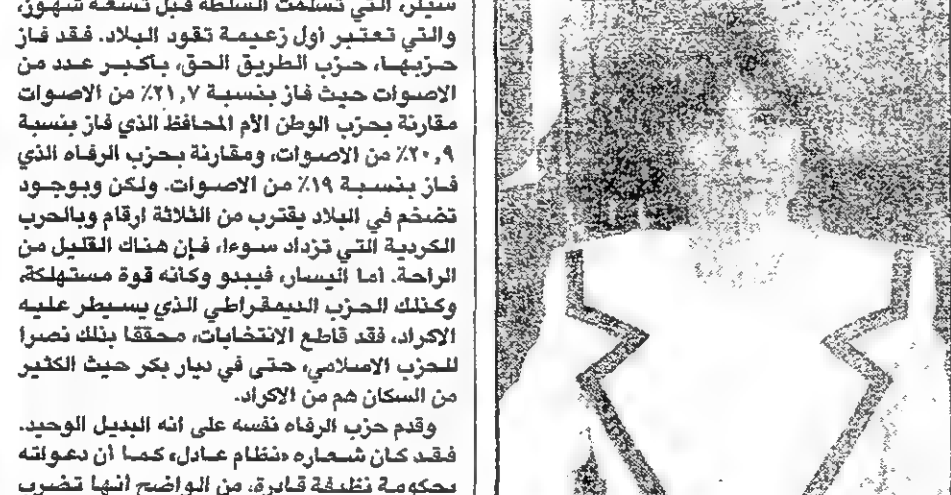 سيلر، التي تسلمت السلطة قبل تسعة شهور،
والتي تعتبر أول زعيمة تقود البلاد. فقد فاز
حزبها، حزب الطريق الحق، بأكبر عدد من
الاصوات حيث فاز بنسبة ٢١,٧٪ من الاصوات
مقارنة بحزب الوطن الأم المحافظ الذي فاز بنسبة
٢٠,٩٪ من الاصوات، ومقارنة بحزب الرفاه الذي
فاز بنسبة ١٩٪ من الاصوات. ولكن وبوجود
تضخم في البلاد يقترب من الثلاثة ارقام وبالحرب
الكردية التي تزداد سوءا، فإن هناك القليل من
الراحة. أما اليسار، فيبدو وكأنه قوة مستهلكة،
وكذلك الحزب الديمقراطي الذي يسيطر عليه
الاكراد، فقد قاطع الانتخابات، محققا بذلك نصرا
للحزب الاسلامي، حتى في ديار بكر حيث الكثير
من السكان هم من الاكراد.
وقدم حزب الرفاه نفسه على انه البديل الوحيد.
فقد كان شعاره «نظام عادل» كما أن دعواته
بحكومة نظيفة قادرة، من الواضح أنها تضرب